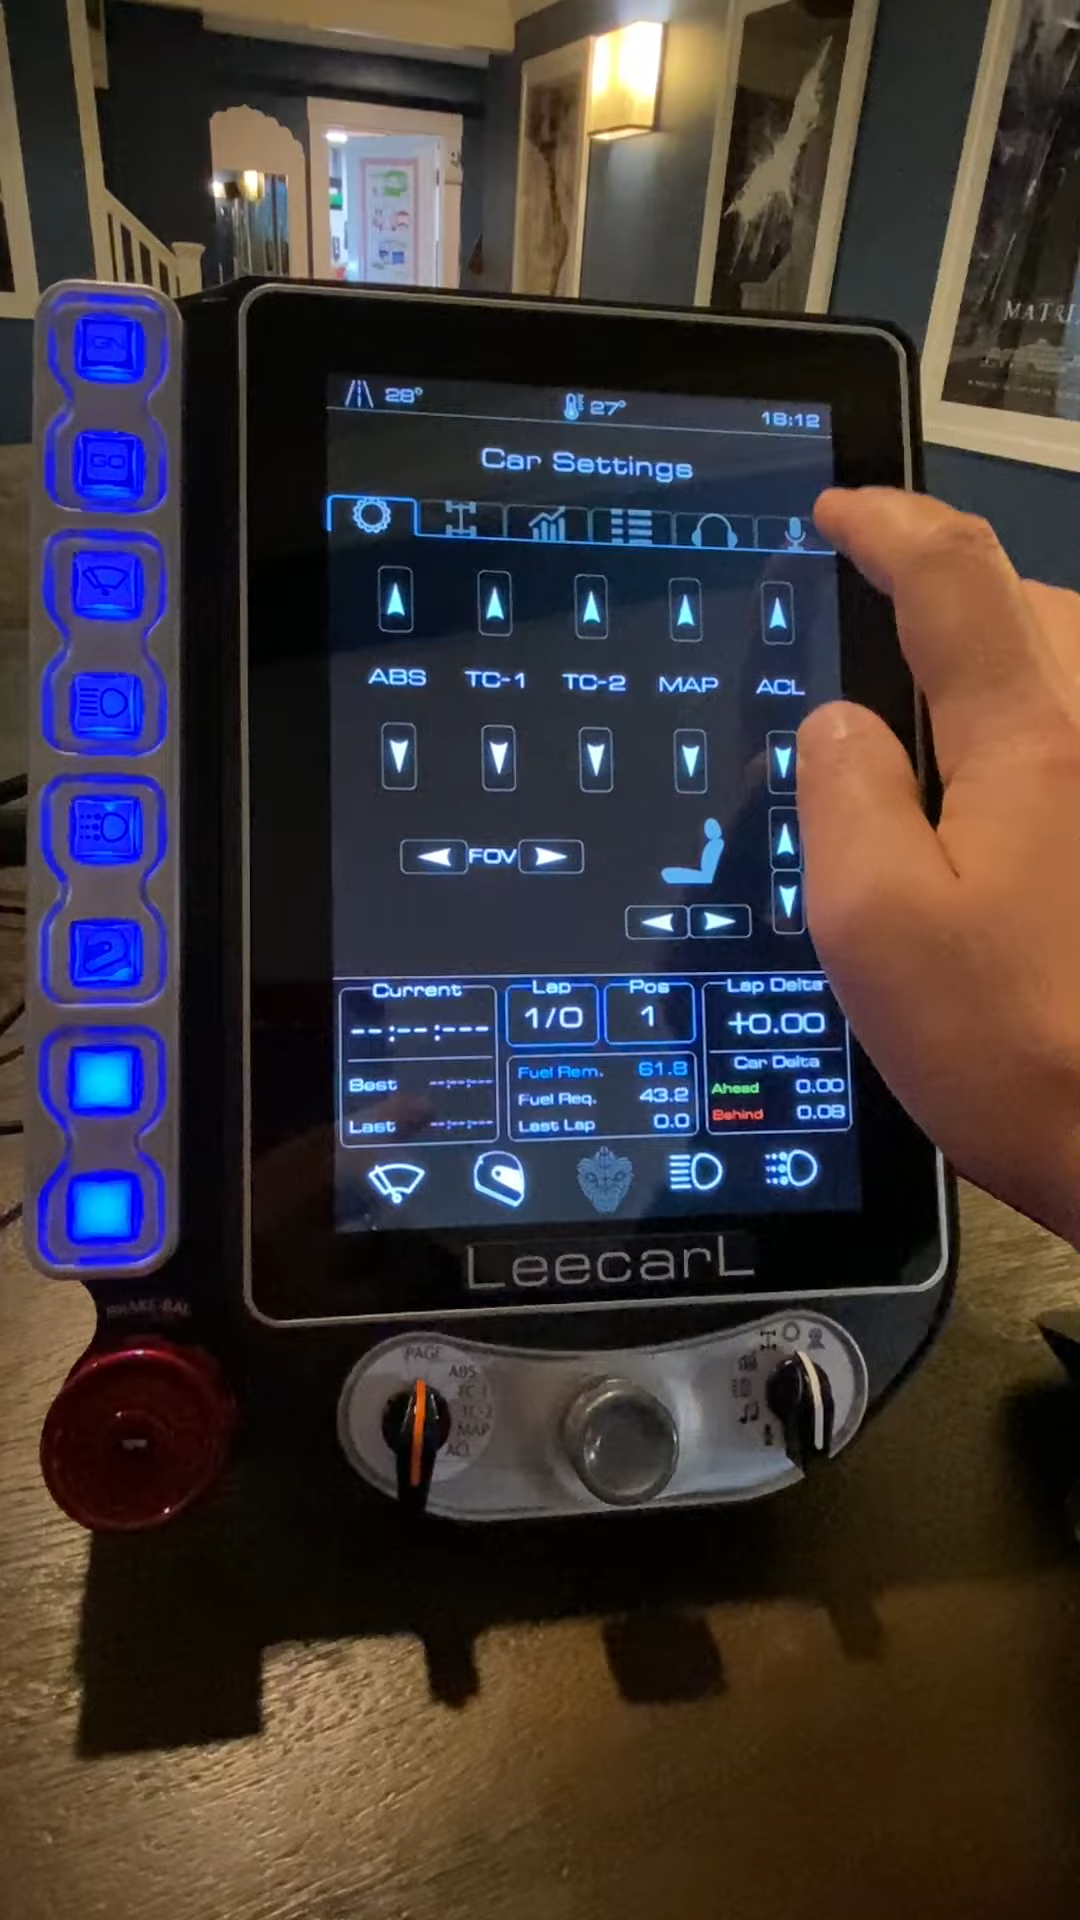 MATRI
IGN
GO
28° 27° 18:12
Car Settings
ABS TC-1 TC-2 MAP ACL
FOV
Current Lap Pos Lap Delta
--:--:--- 1/0 1 +0.00
Car Delta
Best --:--:--- Fuel Rem. 61.8 Ahead 0.00
Fuel Req. 43.2 Behind 0.08
Last --:--:--- Last Lap 0.0
LeecarL
BRAKE-BAL
PAGE
ABS
TC-1
TC-2
MAP
ACL